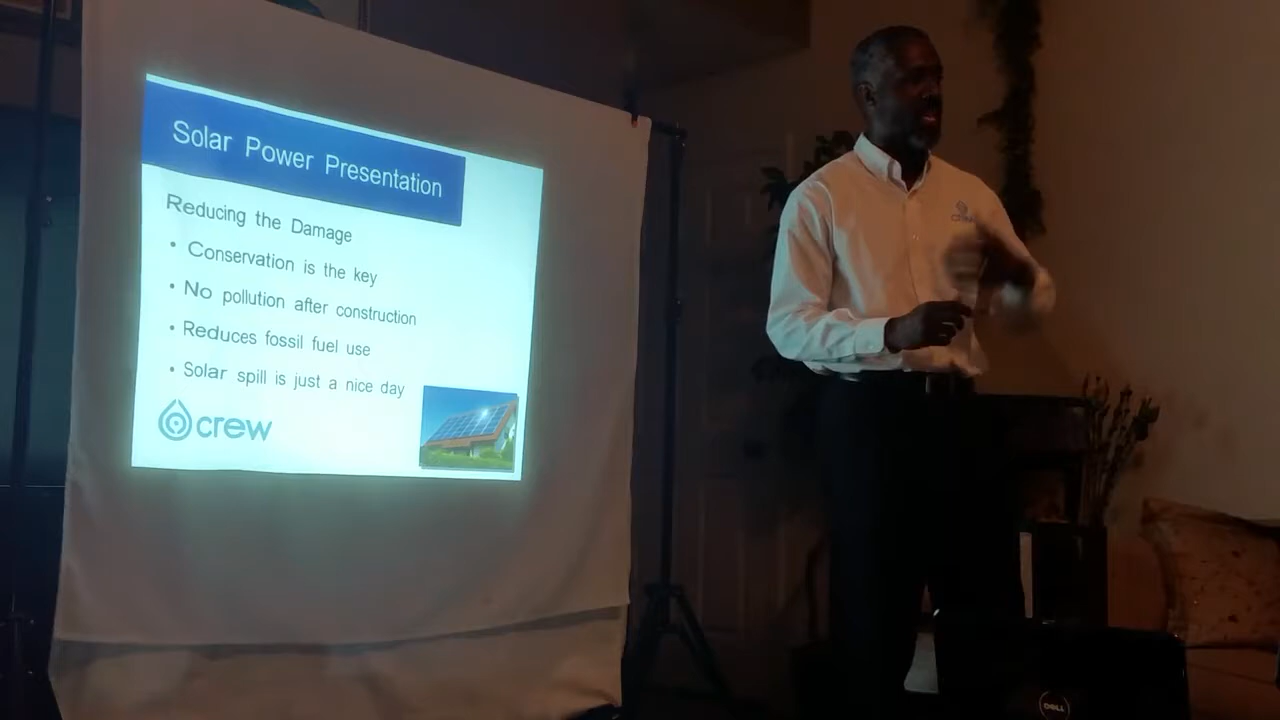 Solar Power Presentation
Reducing the Damage
• Conservation is the key
• No pollution after construction
• Reduces fossil fuel use
• Solar spill is just a nice day
crew
DELL